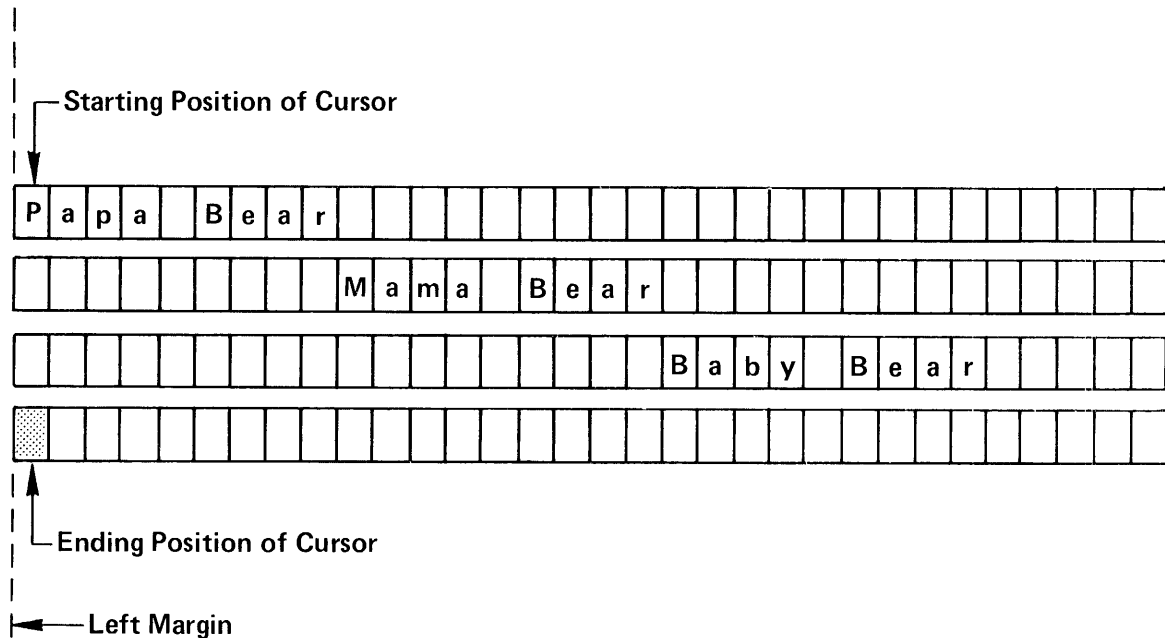 Starting Position of Cursor
Papa Bear
Mama Bear
Baby Bear
Ending Position of Cursor
Left Margin